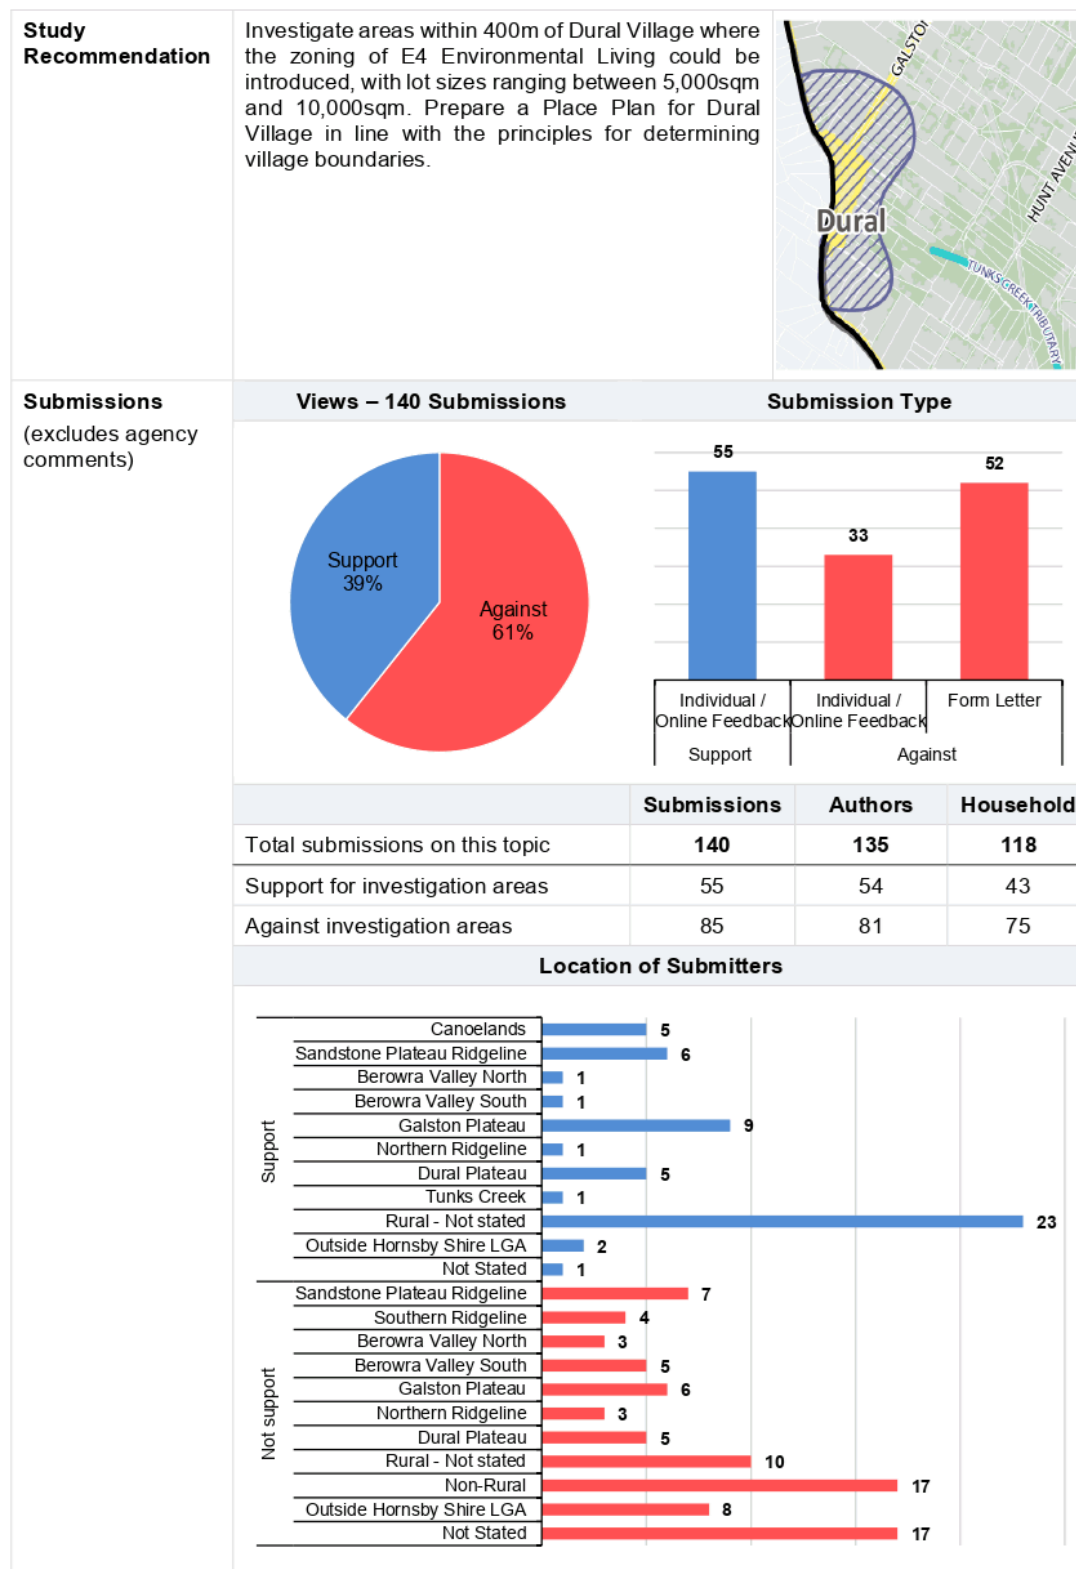 Study
Recommendation
Investigate areas within 400m of Dural Village where
the zoning of E4 Environmental Living could be
introduced, with lot sizes ranging between 5,000sqm
and 10,000sqm. Prepare a Place Plan for Dural
Village in line with the principles for determining
village boundaries.
GALSTON
HUNT AVENUE
Dural
TUNKS CREEK TRIBUTARY
Submissions
(excludes agency
comments)
Views – 140 Submissions
Submission Type
Support
39%
Against
61%
55
33
52
Individual /
Online Feedback
Individual /
Online Feedback
Form Letter
Support
Against
Submissions Authors Household
Total submissions on this topic 140 135 118
Support for investigation areas 55 54 43
Against investigation areas 85 81 75
Location of Submitters
Support
Canoelands 5
Sandstone Plateau Ridgeline 6
Berowra Valley North 1
Berowra Valley South 1
Galston Plateau 9
Northern Ridgeline 1
Dural Plateau 5
Tunks Creek 1
Rural - Not stated 23
Outside Hornsby Shire LGA 2
Not Stated 1
Not support
Sandstone Plateau Ridgeline 7
Southern Ridgeline 4
Berowra Valley North 3
Berowra Valley South 5
Galston Plateau 6
Northern Ridgeline 3
Dural Plateau 5
Rural - Not stated 10
Non-Rural 17
Outside Hornsby Shire LGA 8
Not Stated 17